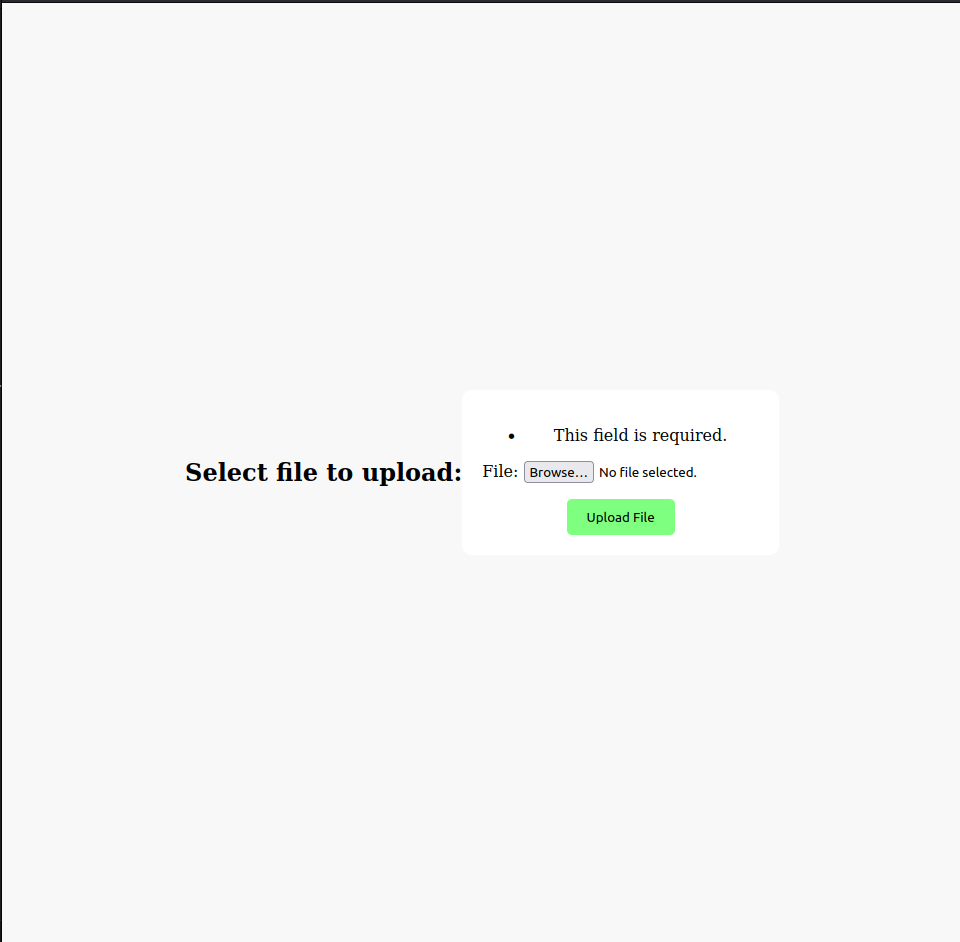 This field is required.
Select file to upload:
File: Browse... No file selected.
Upload File